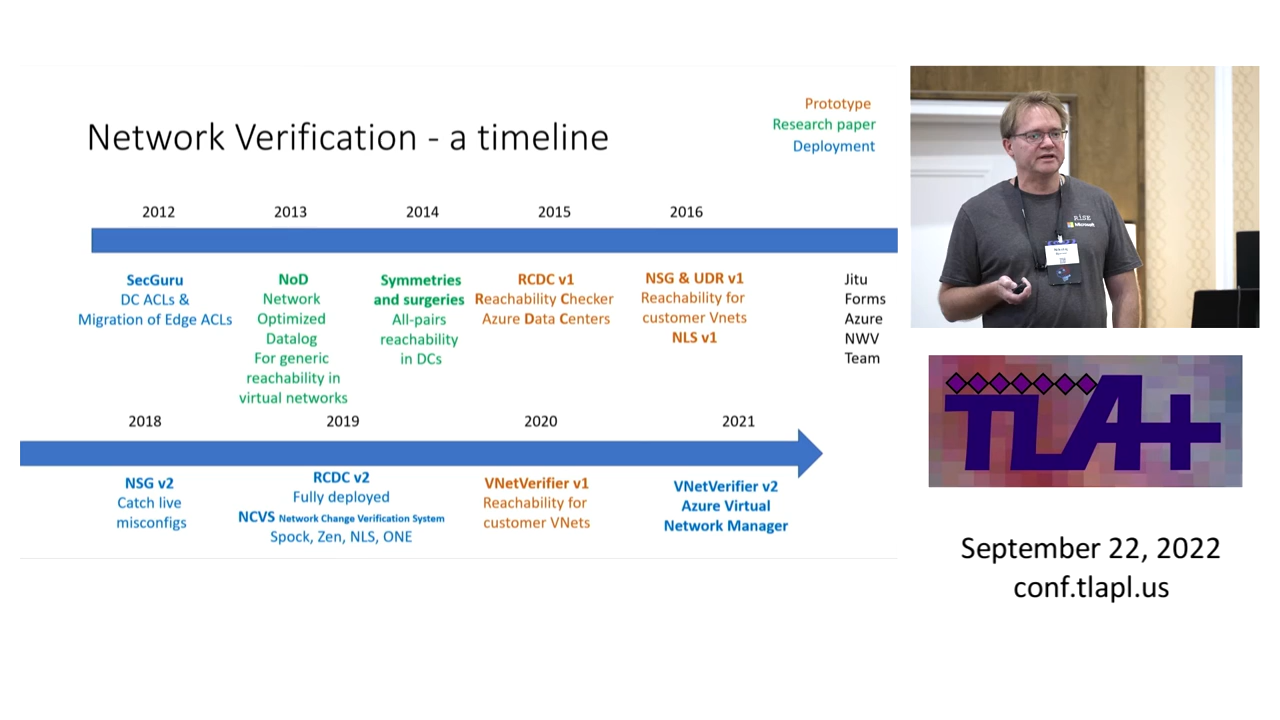 Network Verification - a timeline
Prototype
Research paper
Deployment
2012
2013
2014
2015
2016
SecGuru
DC ACLs &
Migration of Edge ACLs
NoD
Network
Optimized
Datalog
For generic
reachability in
virtual networks
Symmetries
and surgeries
All-pairs
reachability
in DCs
RCDC v1
Reachability Checker
Azure Data Centers
NSG & UDR v1
Reachability for
customer Vnets
NLS v1
Jitu
Forms
Azure
NWV
Team
2018
2019
2020
2021
NSG v2
Catch live
misconfigs
RCDC v2
Fully deployed
NCVS Network Change Verification System
Spock, Zen, NLS, ONE
VNetVerifier v1
Reachability for
customer VNets
VNetVerifier v2
Azure Virtual
Network Manager
RiSE
Microsoft
TLA+
September 22, 2022
conf.tlapl.us